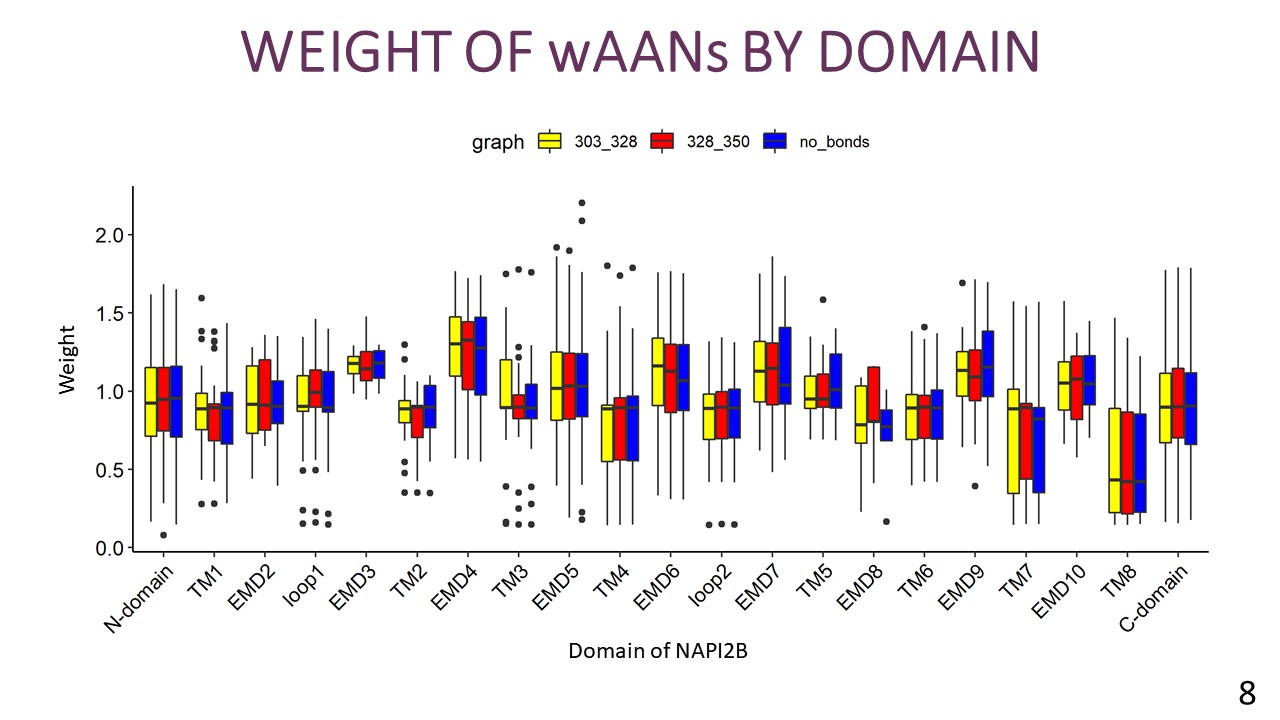 WEIGHT OF wAANs BY DOMAIN
graph 303_328 328_350 no_bonds
Weight
2.0
1.5
1.0
0.5
0.0
N-domain TM1 EMD2 loop1 EMD3 TM2 EMD4 TM3 EMD5 TM4 EMD6 loop2 EMD7 TM5 EMD8 TM6 EMD9 TM7 EMD10 TM8 C-domain
Domain of NAPI2B
8